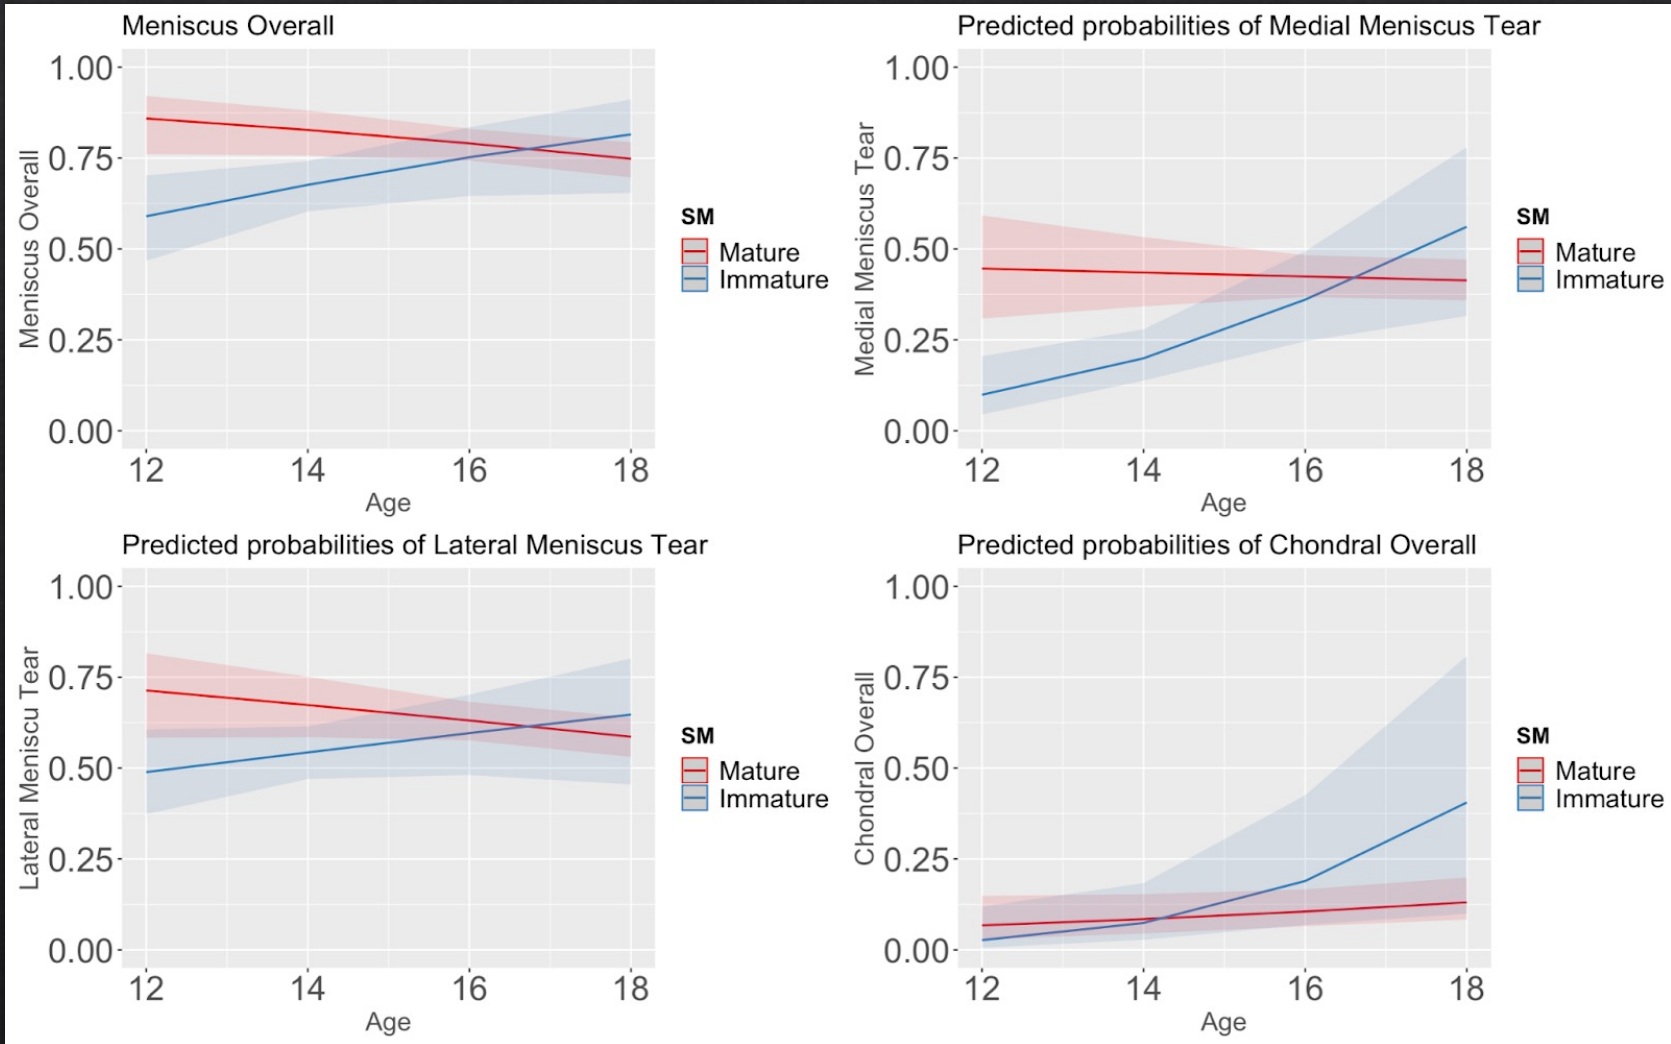 Meniscus Overall
1.00
0.75
0.50
0.25
0.00
Meniscus Overall
12 14 16 18
Age
SM
Mature
Immature
Predicted probabilities of Medial Meniscus Tear
1.00
0.75
0.50
0.25
0.00
Medial Meniscus Tear
12 14 16 18
Age
SM
Mature
Immature
Predicted probabilities of Lateral Meniscus Tear
1.00
0.75
0.50
0.25
0.00
Lateral Meniscu Tear
12 14 16 18
Age
SM
Mature
Immature
Predicted probabilities of Chondral Overall
1.00
0.75
0.50
0.25
0.00
Chondral Overall
12 14 16 18
Age
SM
Mature
Immature